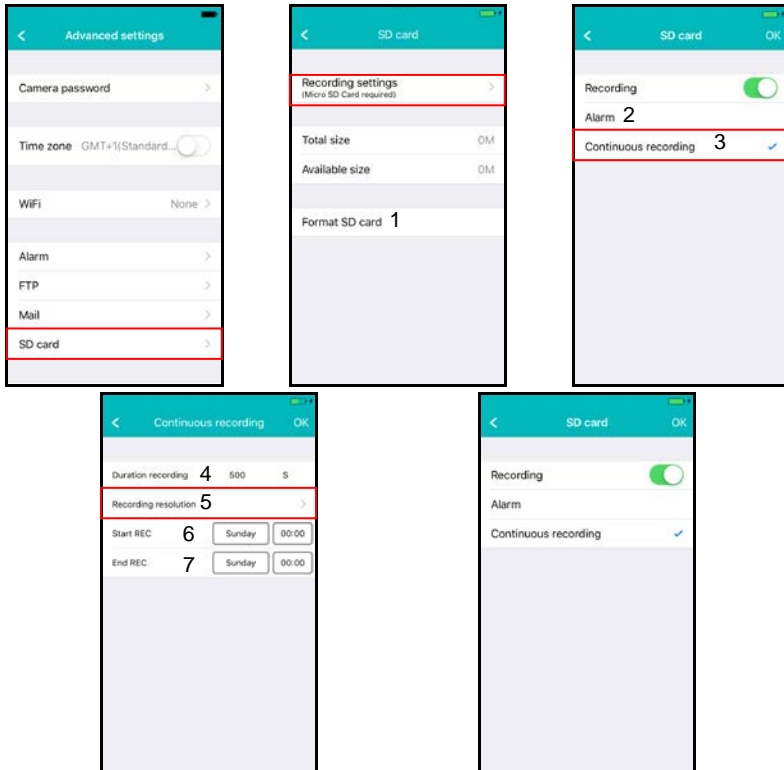 Advanced settings
Camera password
Time zone GMT+1(Standard...
WiFi None
Alarm
FTP
Mail
SD card
SD card
Recording settings
(Micro SD Card required)
Total size 0M
Available size 0M
Format SD card 1
SD card OK
Recording
Alarm 2
Continuous recording 3
Continuous recording OK
Duration recording 4 500 S
Recording resolution 5
Start REC 6 Sunday 00:00
End REC 7 Sunday 00:00
SD card OK
Recording
Alarm
Continuous recording